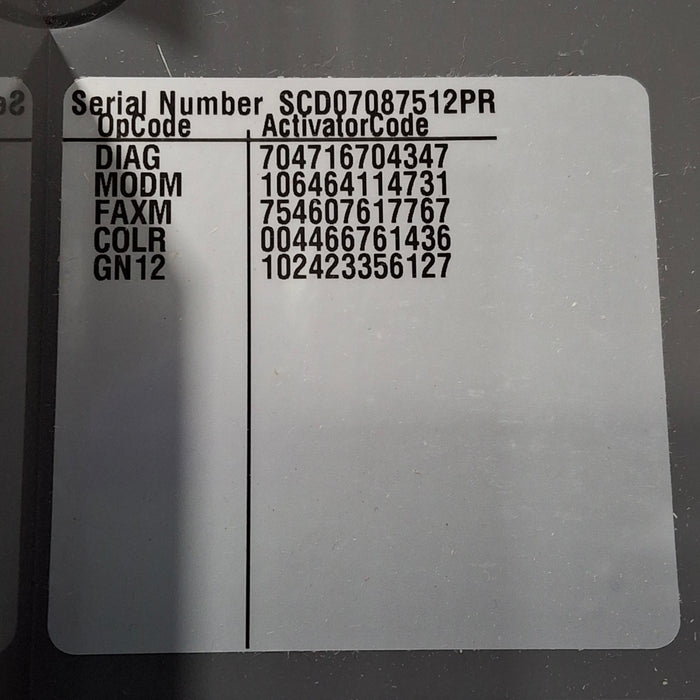 Serial Number SCD07087512PR
OpCode ActivatorCode
DIAG 704716704347
MODM 106464114731
FAXM 754607617767
COLR 004466761436
GN12 102423356127